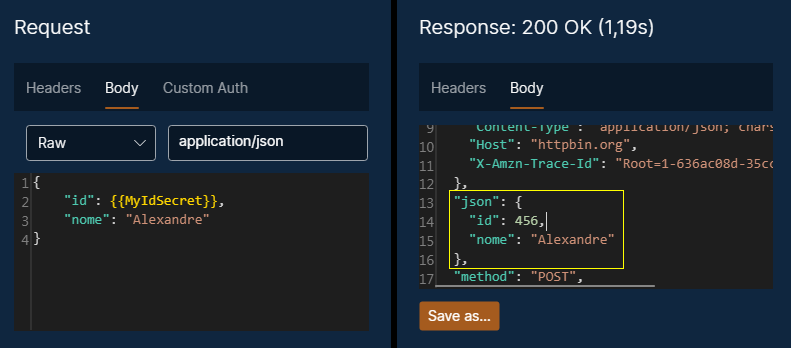 Request
Headers Body Custom Auth
Raw application/json
1 {
2 "id": {{MyIdSecret}},
3 "nome": "Alexandre"
4 }
Response: 200 OK (1,19s)
Headers Body
9 "Content-Type": "application/json; chars
10 "Host": "httpbin.org",
11 "X-Amzn-Trace-Id": "Root=1-636ac08d-35cc
12 },
13 "json": {
14 "id": 456,
15 "nome": "Alexandre"
16 },
17 "method": "POST",
Save as...